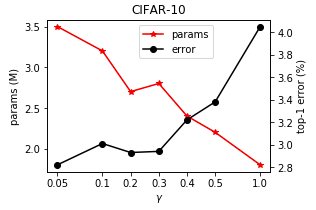 CIFAR-10
params
error
3.5
3.0
2.5
2.0
params (M)
4.0
3.8
3.6
3.4
3.2
3.0
2.8
top-1 error (%)
0.05 0.1 0.2 0.3 0.4 0.5 1.0
γ